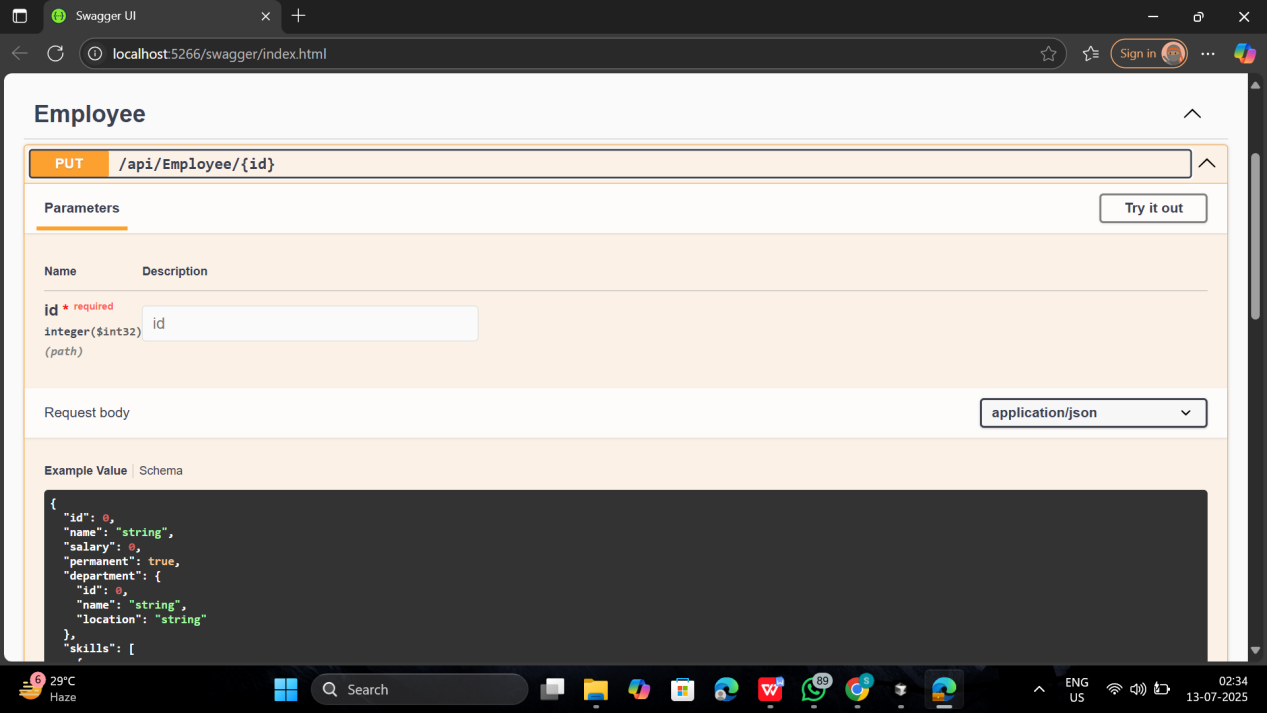 Swagger UI
localhost:5266/swagger/index.html
Sign in
Employee
PUT /api/Employee/{id}
Parameters
Try it out
Name Description
id * required
integer($int32)
(path)
id
Request body
application/json
Example Value Schema
{
"id": 0,
"name": "string",
"salary": 0,
"permanent": true,
"department": {
"id": 0,
"name": "string",
"location": "string"
},
"skills": [
6
29°C
Haze
Search
89
S
ENG
US
02:34
13-07-2025